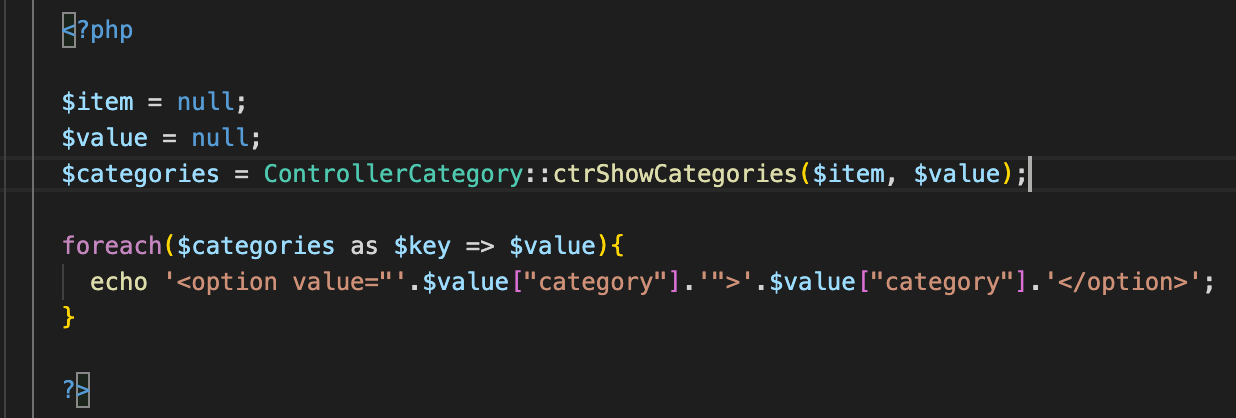 <?php
$item = null;
$value = null;
$categories = ControllerCategory::ctrShowCategories($item, $value);
foreach($categories as $key => $value){
echo '<option value="'.$value["category"].'">'.$value["category"].'</option>';
}
?>